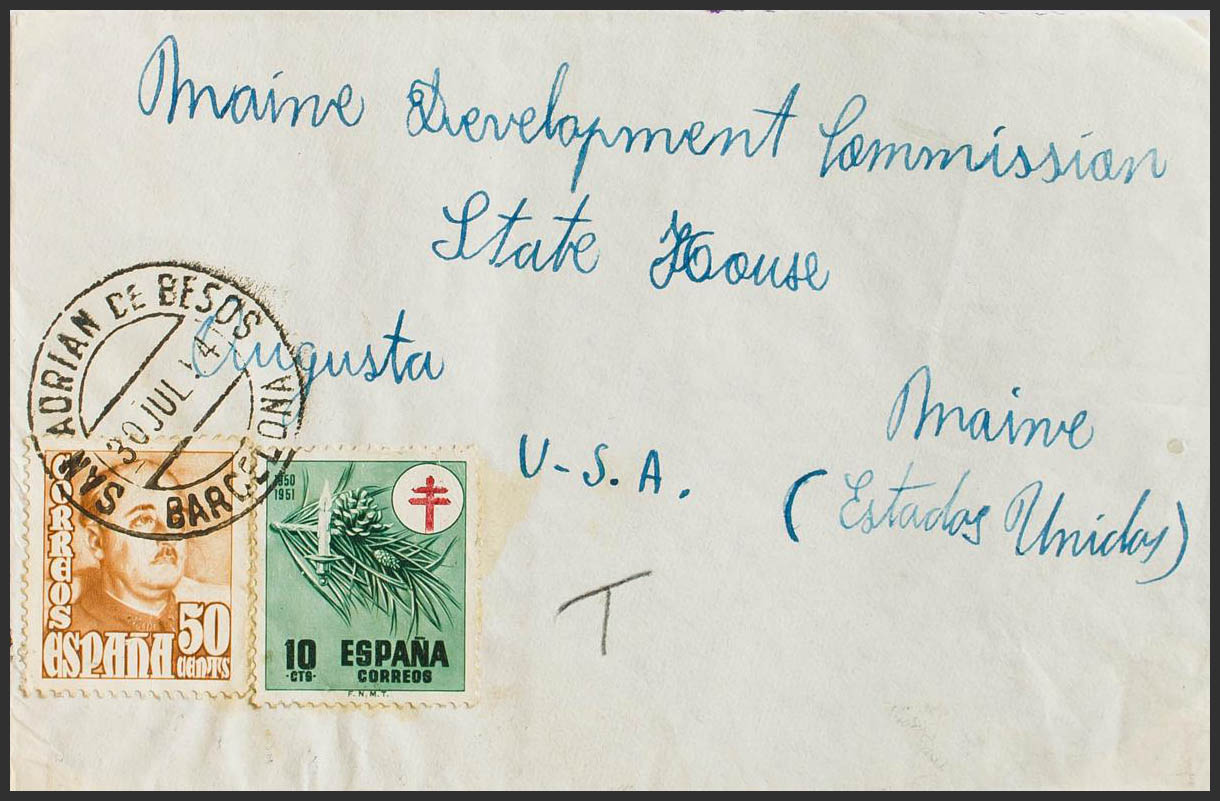 Maine Development Commission
State House
Augusta
Maine
U-S.A.
(Estados Unidos)
SAN ADRIAN DE BESOS
30 JUL
BARCELONA
CORREOS
50
CENTS
ESPAÑA
1950
1951
10
CTS
ESPAÑA
CORREOS
F.N.M.T.
T